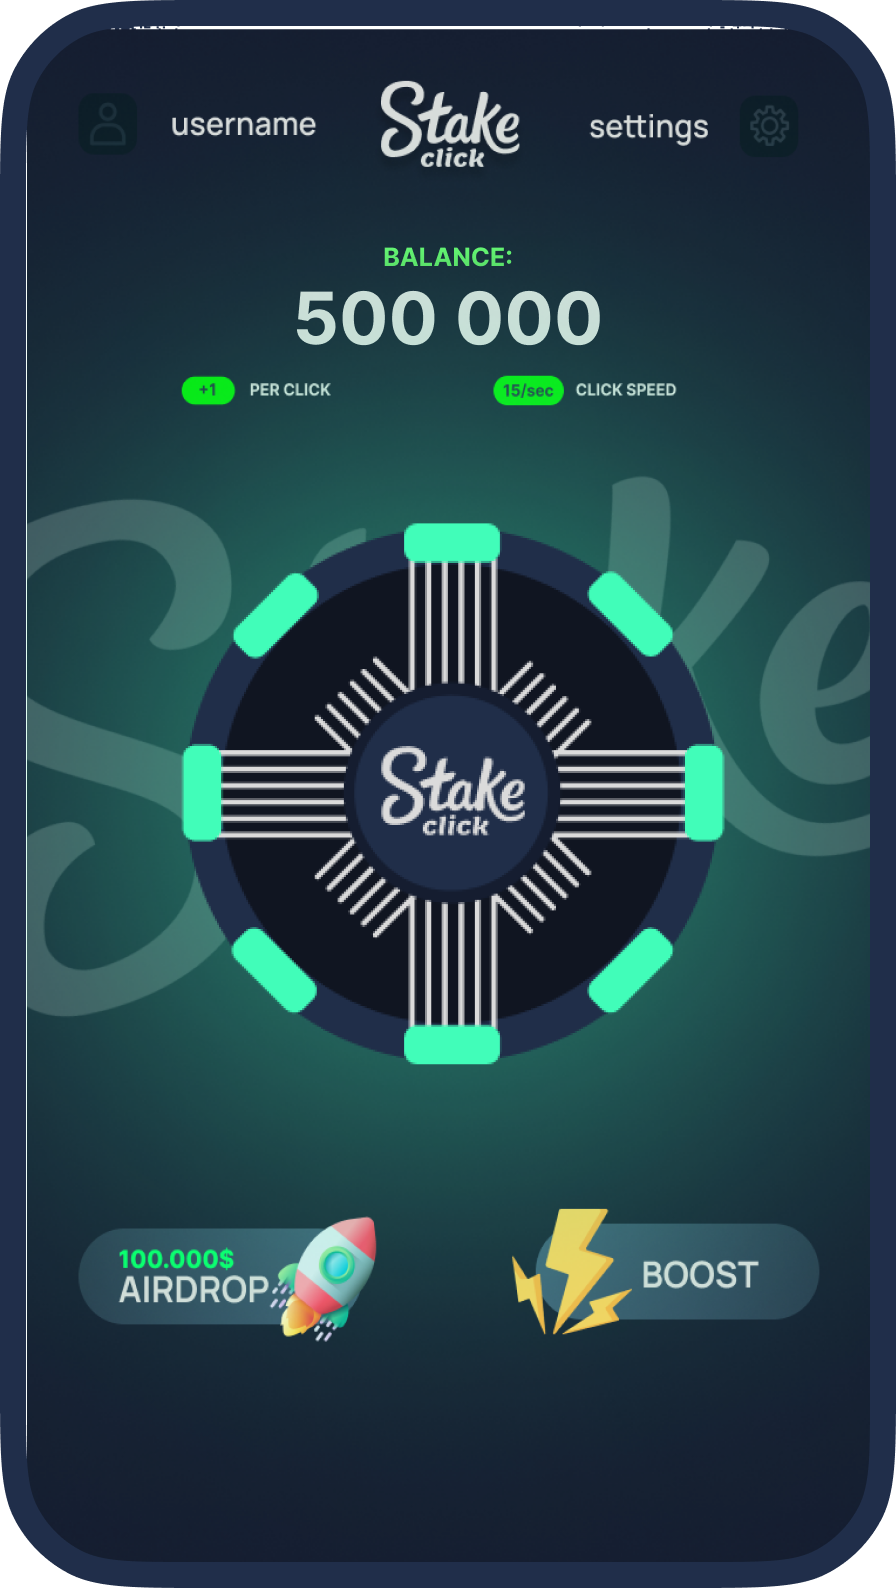 username
Stake
click
settings
BALANCE:
500 000
+1 PER CLICK
15/sec CLICK SPEED
Stake
Stake
click
100.000$
AIRDROP
BOOST